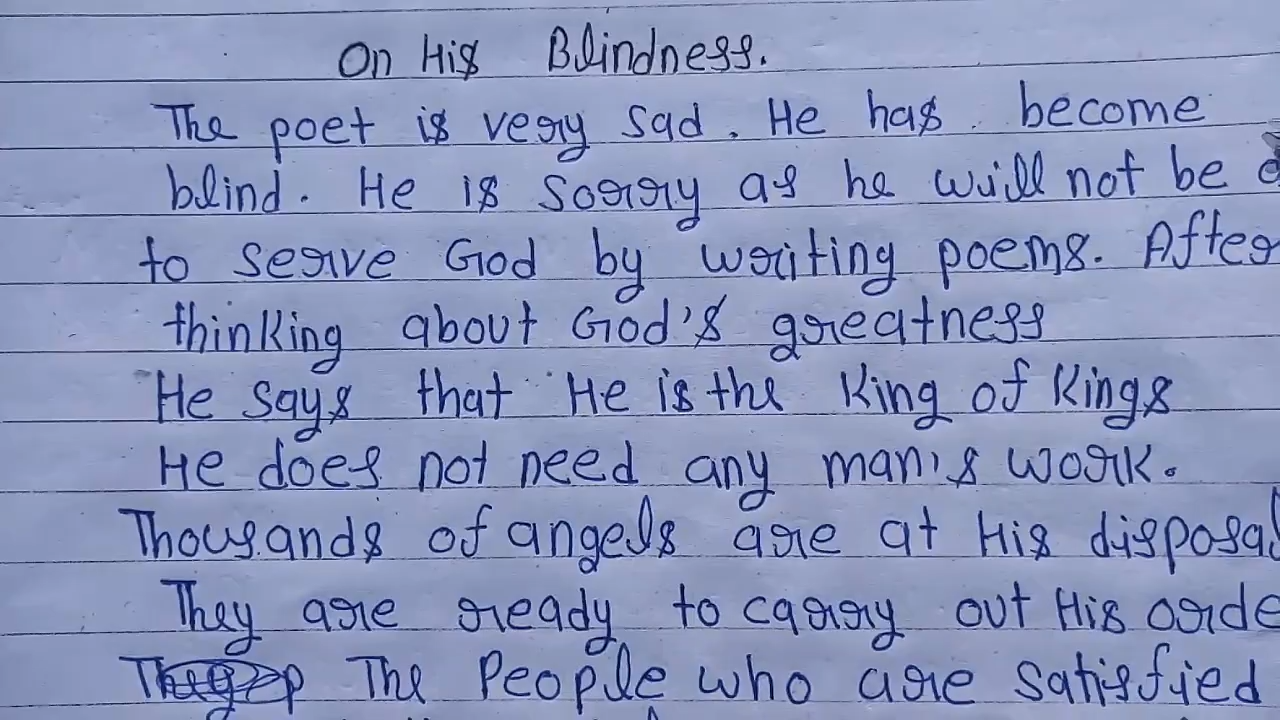 On His Blindness.
The poet is very sad. He has become
blind. He is sorry as he will not be
to serve God by writing poems. After
thinking about God's greatness
He says that He is the King of Kings
He does not need any man's work.
Thousands of angels are at His disposal
They are ready to carry out His orde
The People who are satisfied